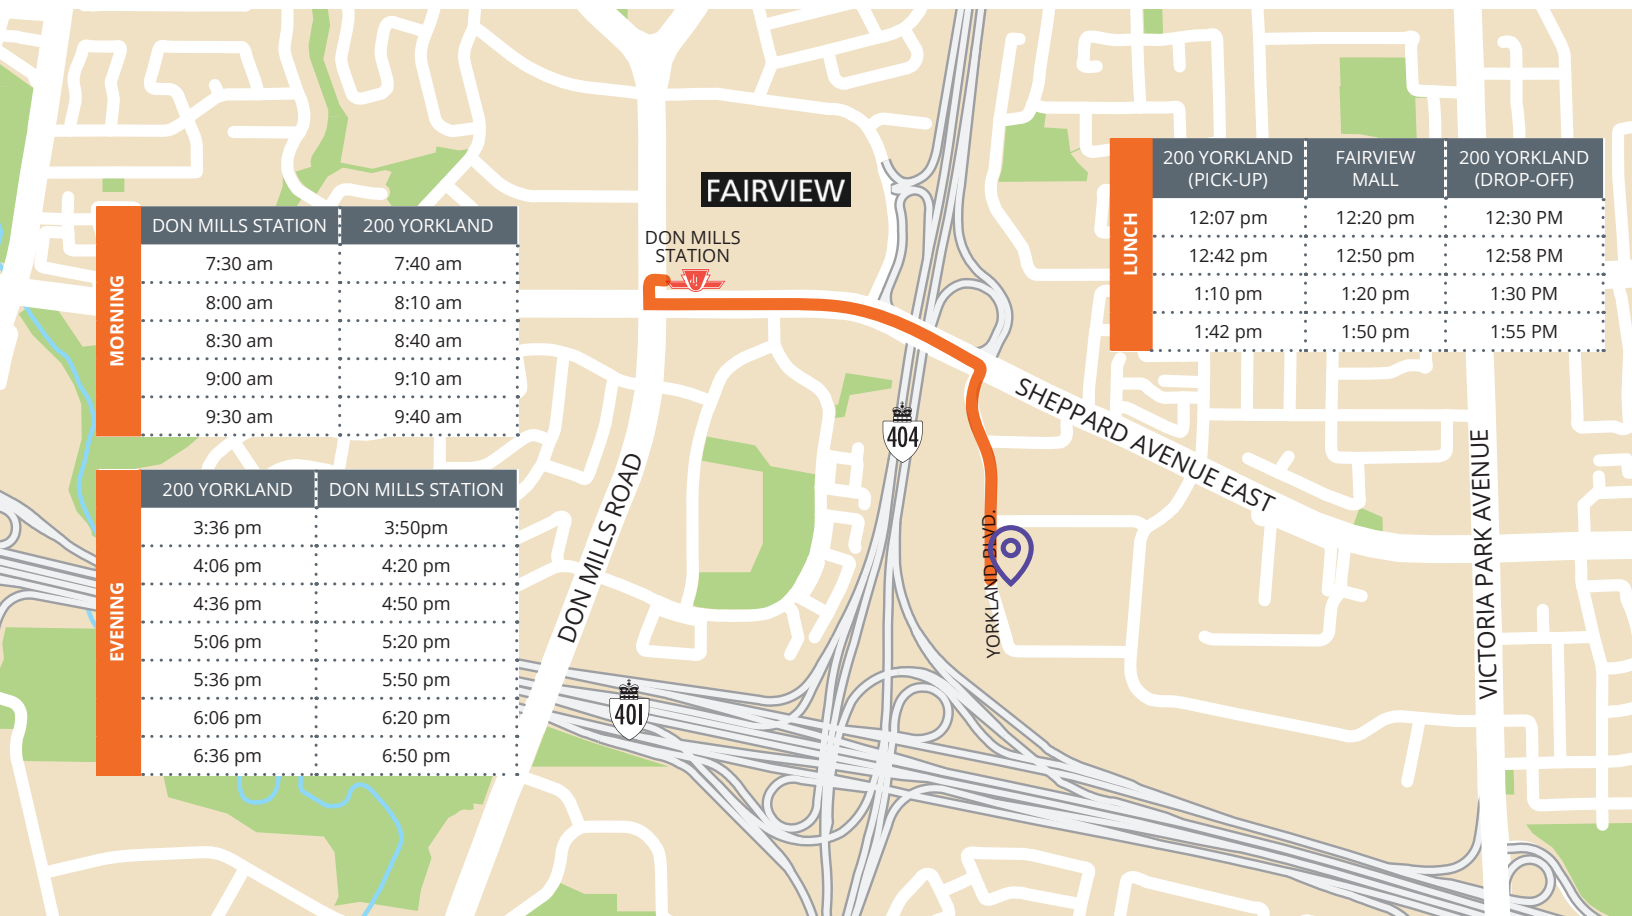 FAIRVIEW
DON MILLS
STATION
MORNING
DON MILLS STATION 200 YORKLAND
7:30 am 7:40 am
8:00 am 8:10 am
8:30 am 8:40 am
9:00 am 9:10 am
9:30 am 9:40 am
EVENING
200 YORKLAND DON MILLS STATION
3:36 pm 3:50pm
4:06 pm 4:20 pm
4:36 pm 4:50 pm
5:06 pm 5:20 pm
5:36 pm 5:50 pm
6:06 pm 6:20 pm
6:36 pm 6:50 pm
LUNCH
200 YORKLAND FAIRVIEW 200 YORKLAND
(PICK-UP) MALL (DROP-OFF)
12:07 pm 12:20 pm 12:30 PM
12:42 pm 12:50 pm 12:58 PM
1:10 pm 1:20 pm 1:30 PM
1:42 pm 1:50 pm 1:55 PM
SHEPPARD AVENUE EAST
404
DON MILLS ROAD
YORKLAND BLVD.
VICTORIA PARK AVENUE
401